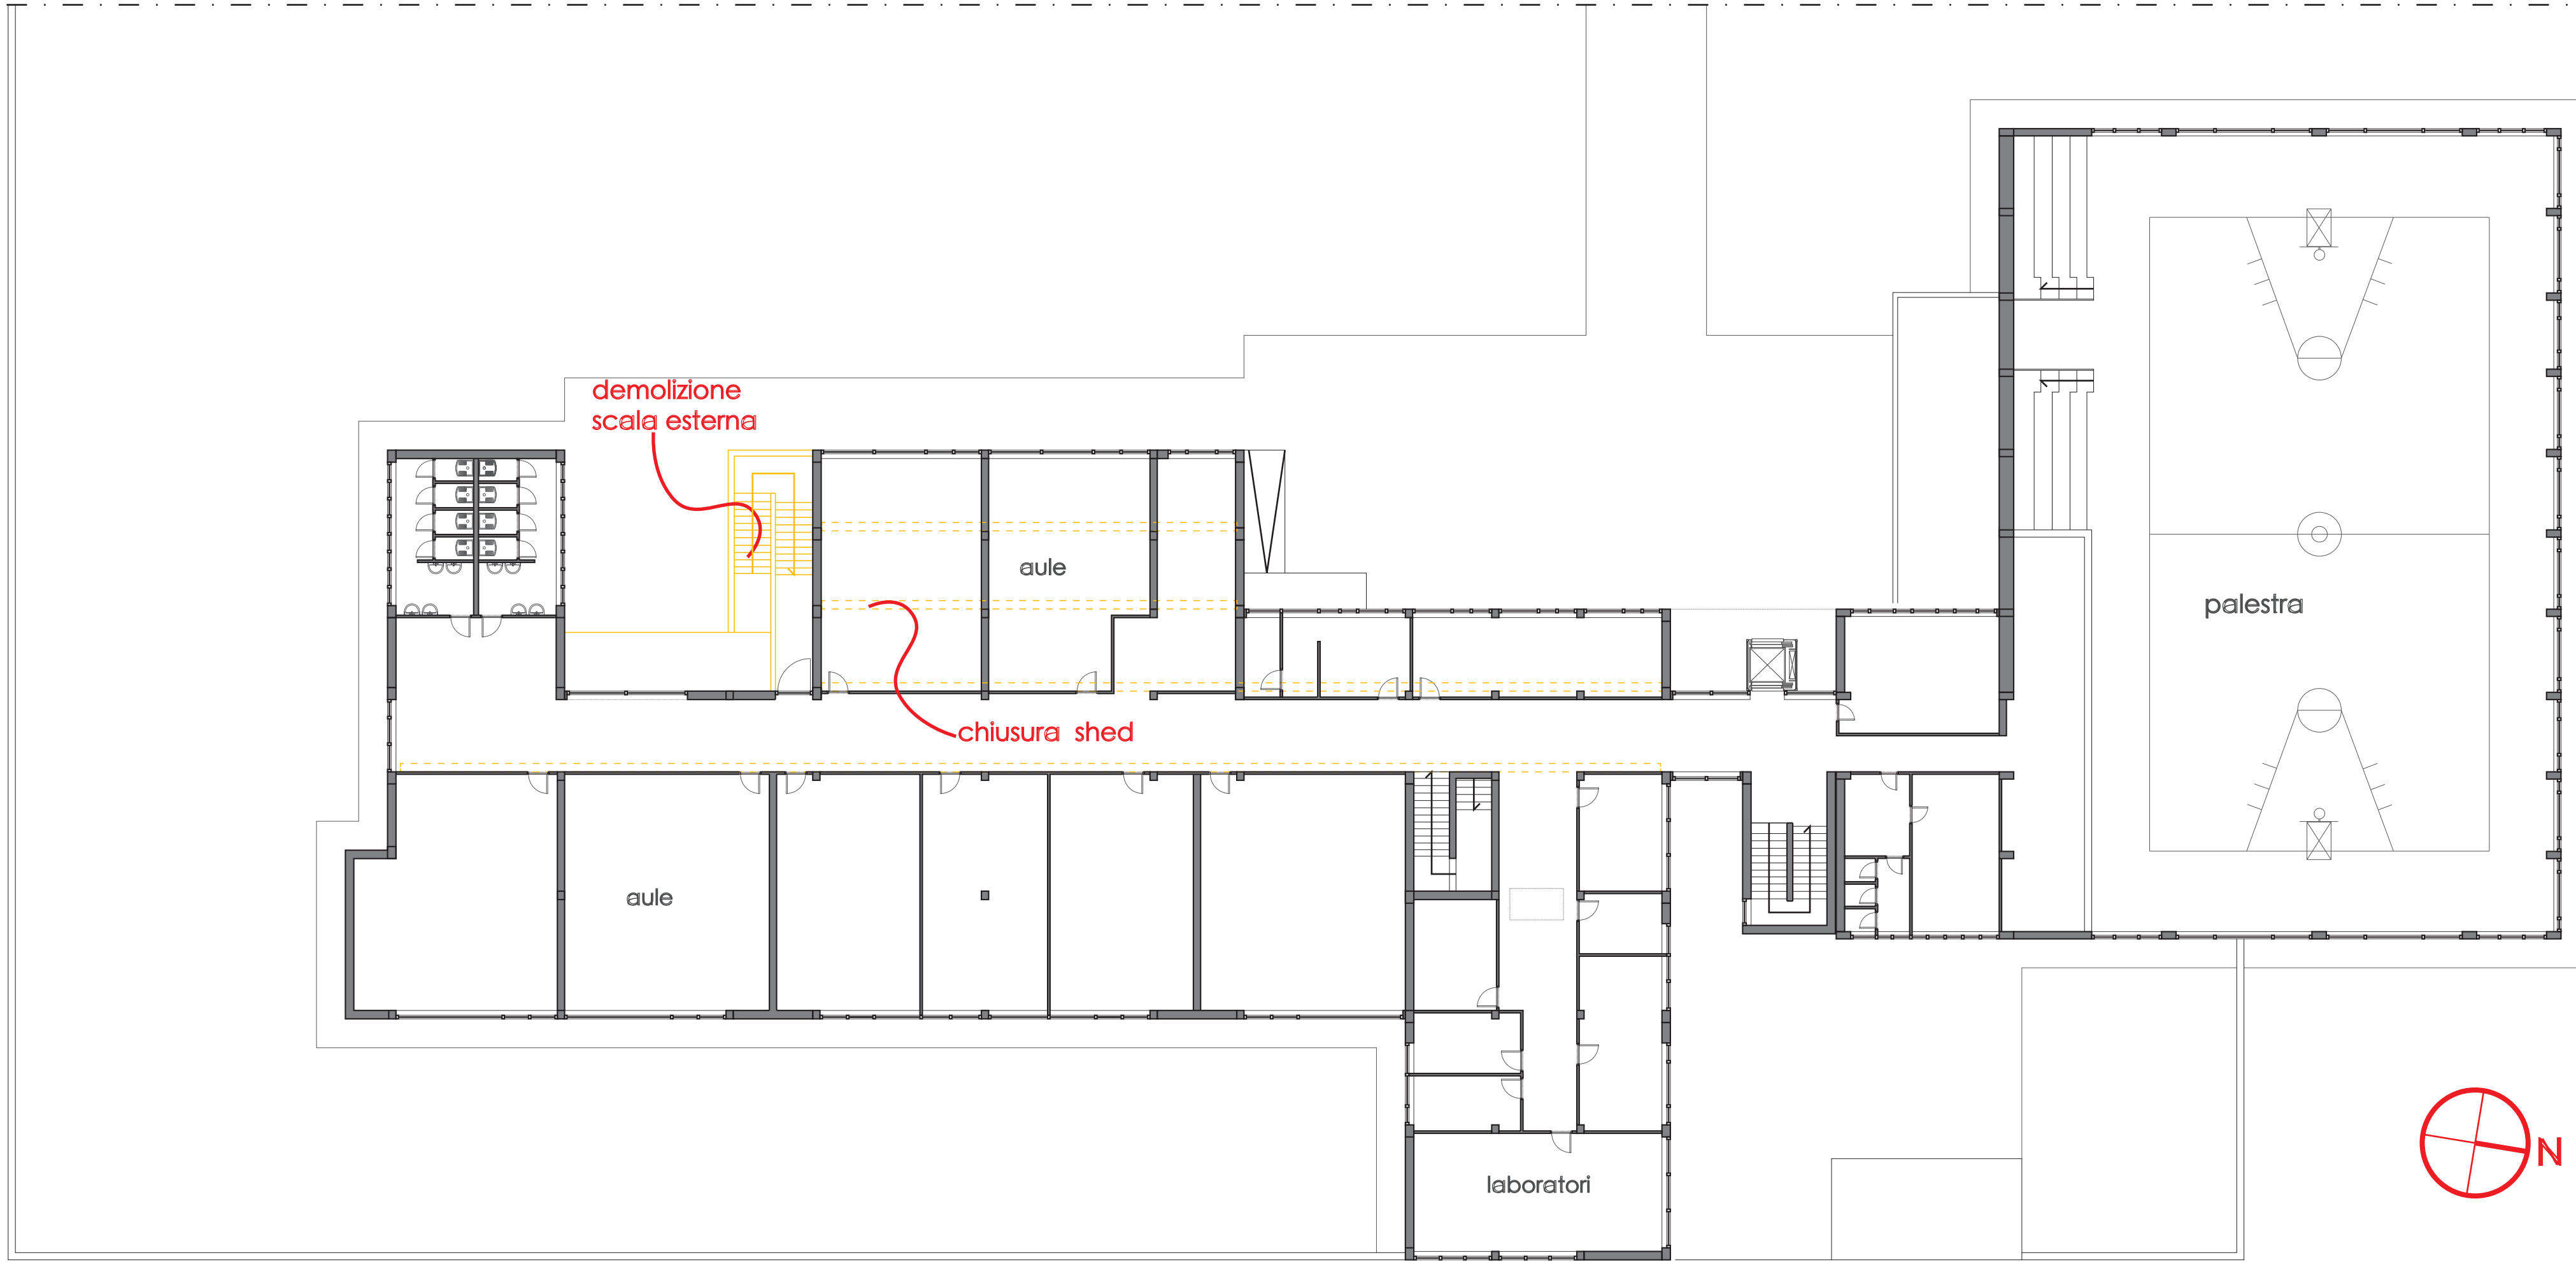 demolizione
scala esterna
aule
palestra
chiusura shed
aule
N
laboratori